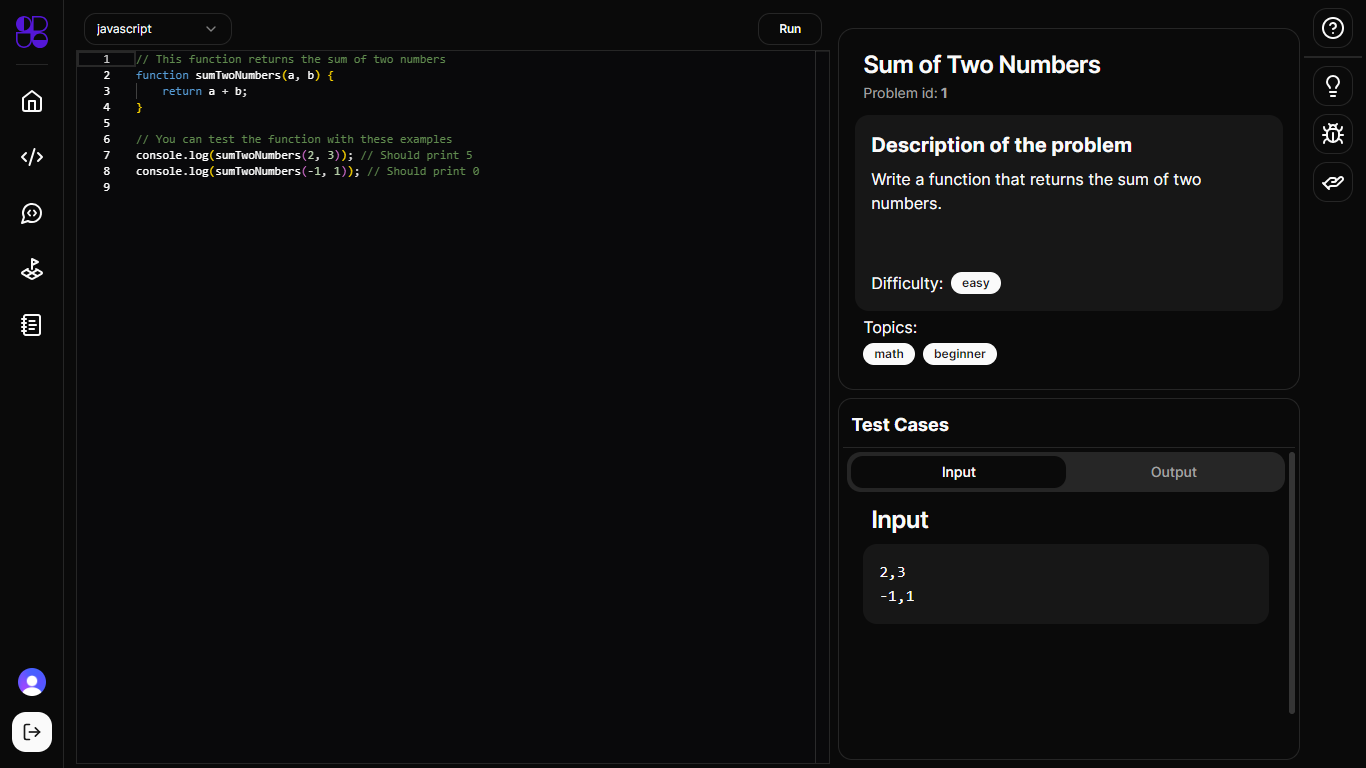 javascript
Run
1 // This function returns the sum of two numbers
2 function sumTwoNumbers(a, b) {
3     return a + b;
4 }
5
6 // You can test the function with these examples
7 console.log(sumTwoNumbers(2, 3)); // Should print 5
8 console.log(sumTwoNumbers(-1, 1)); // Should print 0
9
Sum of Two Numbers
Problem id: 1
Description of the problem
Write a function that returns the sum of two
numbers.
Difficulty: easy
Topics:
math beginner
Test Cases
Input Output
Input
2,3
-1,1